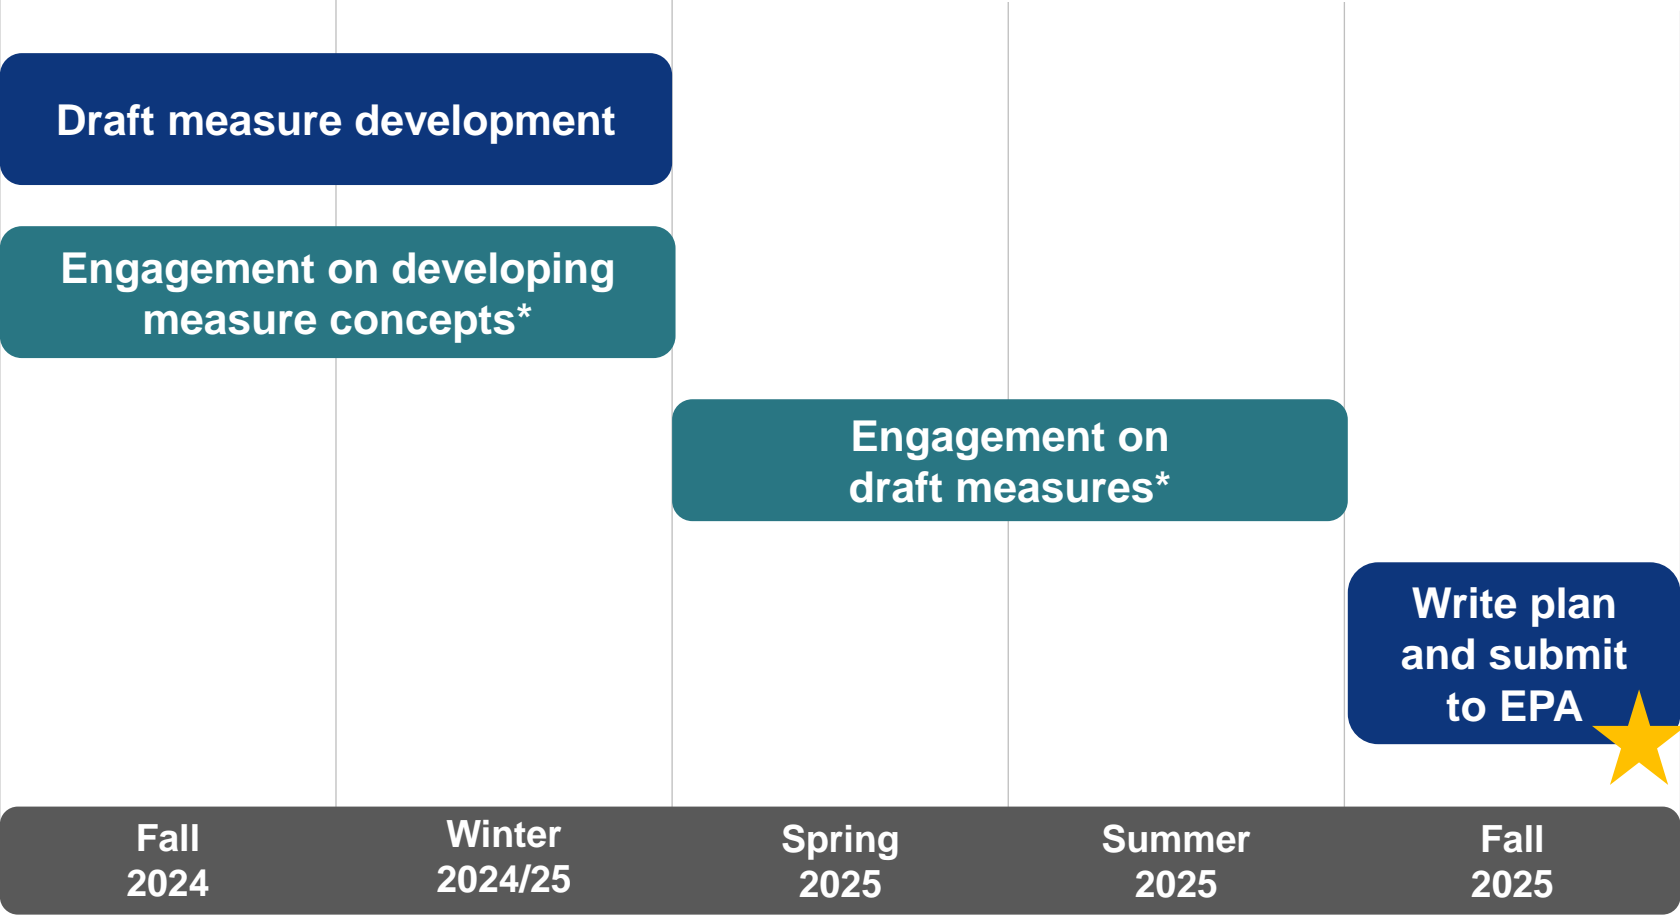 Draft measure development
Engagement on developing
measure concepts*
Engagement on
draft measures*
Write plan
and submit
to EPA
Fall
2024
Winter
2024/25
Spring
2025
Summer
2025
Fall
2025